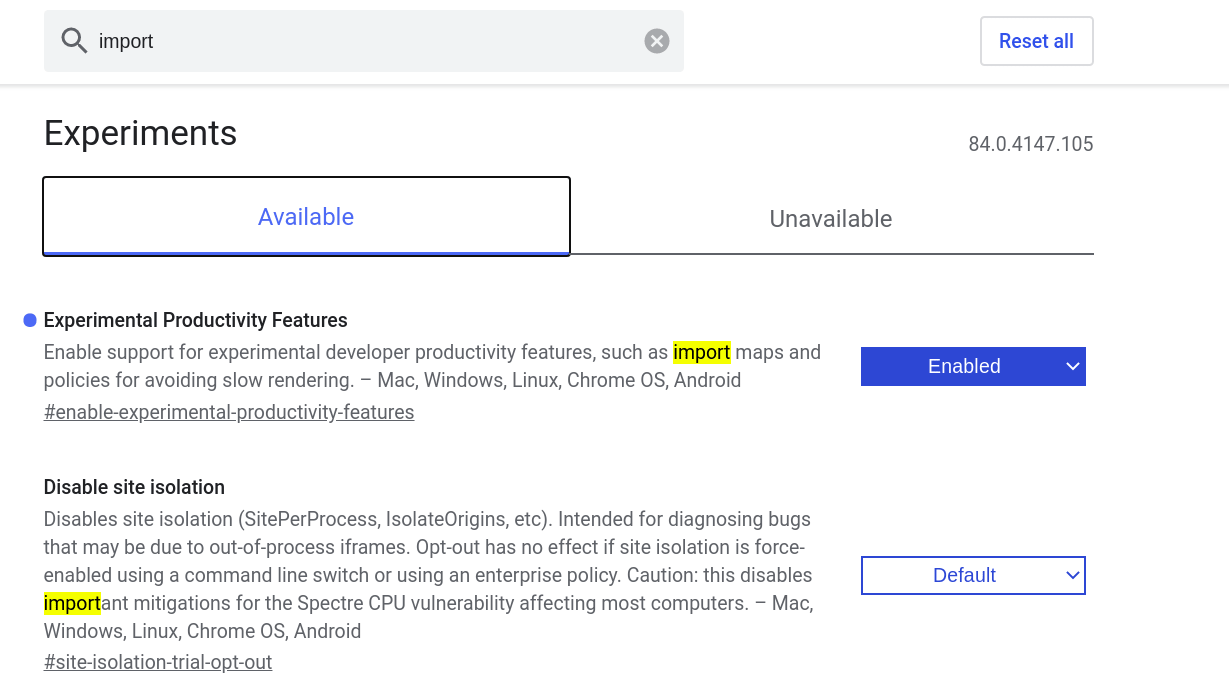 import
Reset all
Experiments
84.0.4147.105
Available
Unavailable
Experimental Productivity Features
Enable support for experimental developer productivity features, such as import maps and
policies for avoiding slow rendering. – Mac, Windows, Linux, Chrome OS, Android
#enable-experimental-productivity-features
Enabled
Disable site isolation
Disables site isolation (SitePerProcess, IsolateOrigins, etc). Intended for diagnosing bugs
that may be due to out-of-process iframes. Opt-out has no effect if site isolation is force-
enabled using a command line switch or using an enterprise policy. Caution: this disables
important mitigations for the Spectre CPU vulnerability affecting most computers. – Mac,
Windows, Linux, Chrome OS, Android
#site-isolation-trial-opt-out
Default